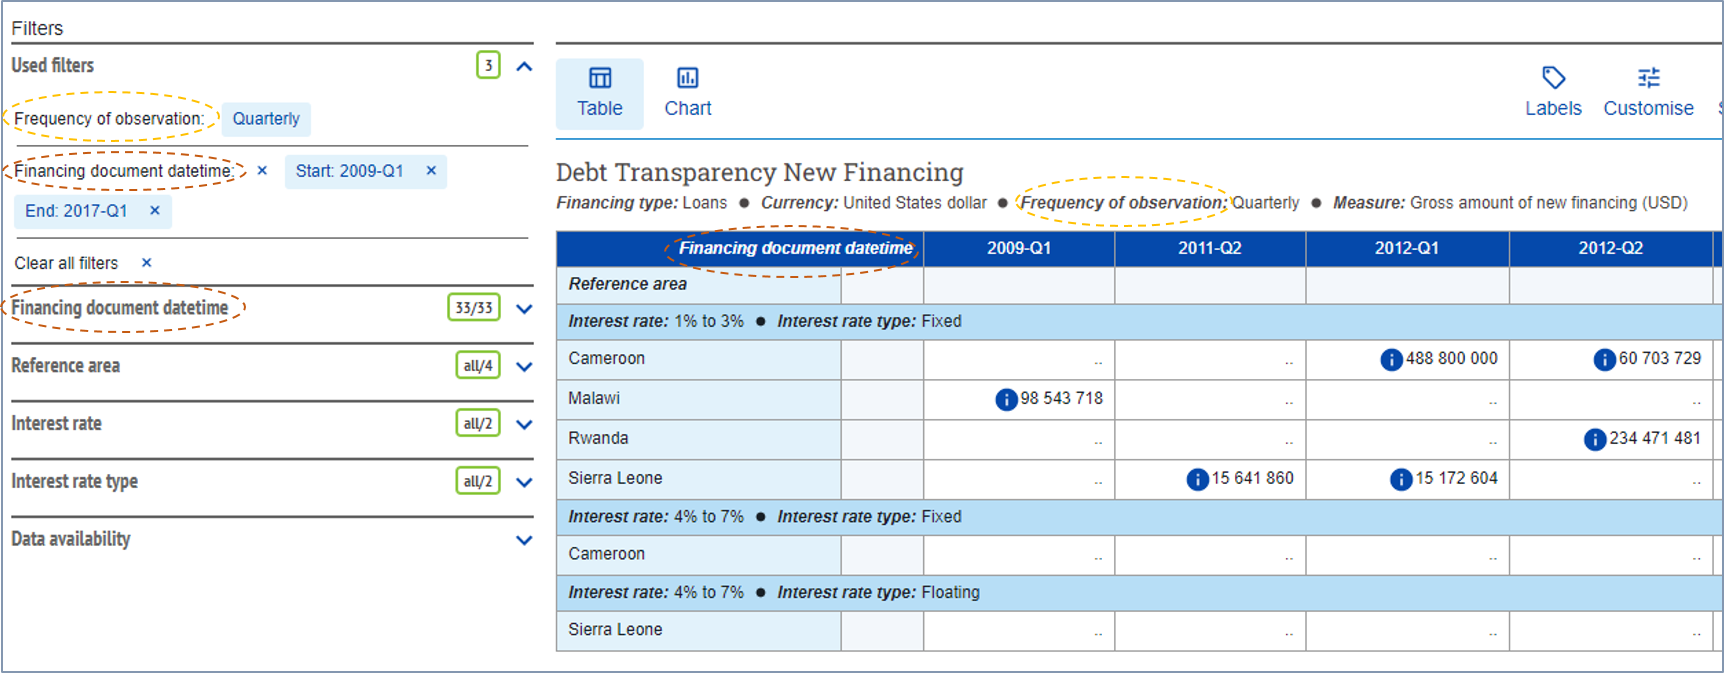 Filters
Used filters 3
Frequency of observation: Quarterly
Financing document datetime: × Start: 2009-Q1 ×
End: 2017-Q1 ×
Clear all filters ×
Financing document datetime 33/33
Reference area all/4
Interest rate all/2
Interest rate type all/2
Data availability
Table Chart Labels Customise
Debt Transparency New Financing
Financing type: Loans ● Currency: United States dollar ● Frequency of observation: Quarterly ● Measure: Gross amount of new financing (USD)
Financing document datetime 2009-Q1 2011-Q2 2012-Q1 2012-Q2
Reference area
Interest rate: 1% to 3% ● Interest rate type: Fixed
Cameroon .. .. i 488 800 000 i 60 703 729
Malawi i 98 543 718 .. .. ..
Rwanda .. .. .. i 234 471 481
Sierra Leone .. i 15 641 860 i 15 172 604 ..
Interest rate: 4% to 7% ● Interest rate type: Fixed
Cameroon .. .. .. ..
Interest rate: 4% to 7% ● Interest rate type: Floating
Sierra Leone .. .. .. ..